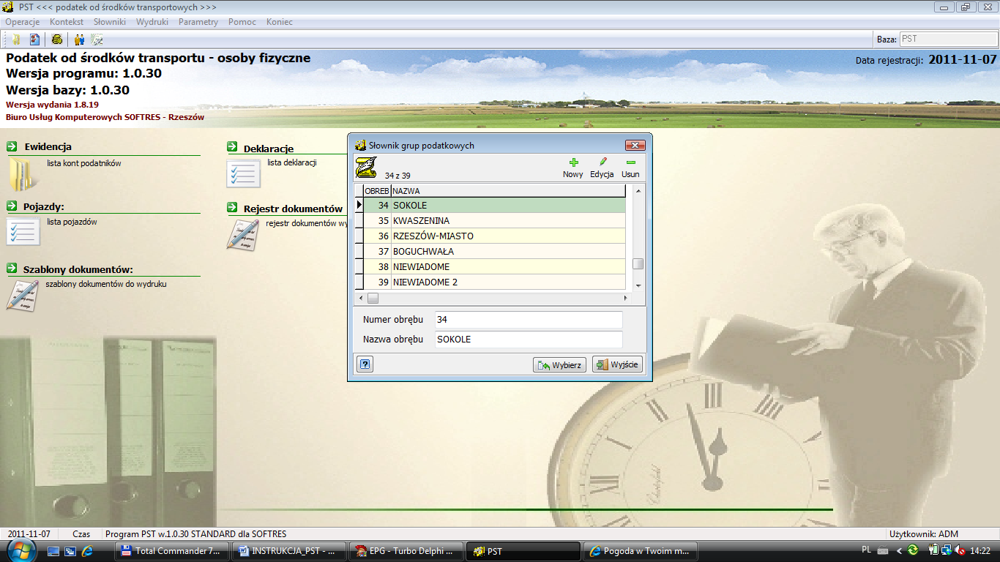 PST <<< podatek od środków transportowych >>>
Operacje Kontekst Słowniki Wydruki Parametry Pomoc Koniec
Baza: PST
Podatek od środków transportu - osoby fizyczne
Data rejestracji: 2011-11-07
Wersja programu: 1.0.30
Wersja bazy: 1.0.30
Wersja wydania 1.8.19
Biuro Usług Komputerowych SOFTRES - Rzeszów
Ewidencja
lista kont podatników
Pojazdy:
lista pojazdów
Szablony dokumentów:
szablony dokumentów do wydruku
Deklaracje
lista deklaracji
Rejestr dokumentów
rejestr dokumentów wy
Słownik grup podatkowych
34 z 39
Nowy Edycja Usun
OBREB NAZWA
34 SOKOLE
35 KWASZENINA
36 RZESZÓW-MIASTO
37 BOGUCHWAŁA
38 NIEWIADOME
39 NIEWIADOME 2
Numer obrębu 34
Nazwa obrębu SOKOLE
? Wybierz Wyjście
2011-11-07 Czas Program PST w.1.0.30 STANDARD dla SOFTRES Użytkownik: ADM
Total Commander 7... INSTRUKCJA_PST - ... EPG - Turbo Delphi ... PST Pogoda w Twoim m... PL 14:22